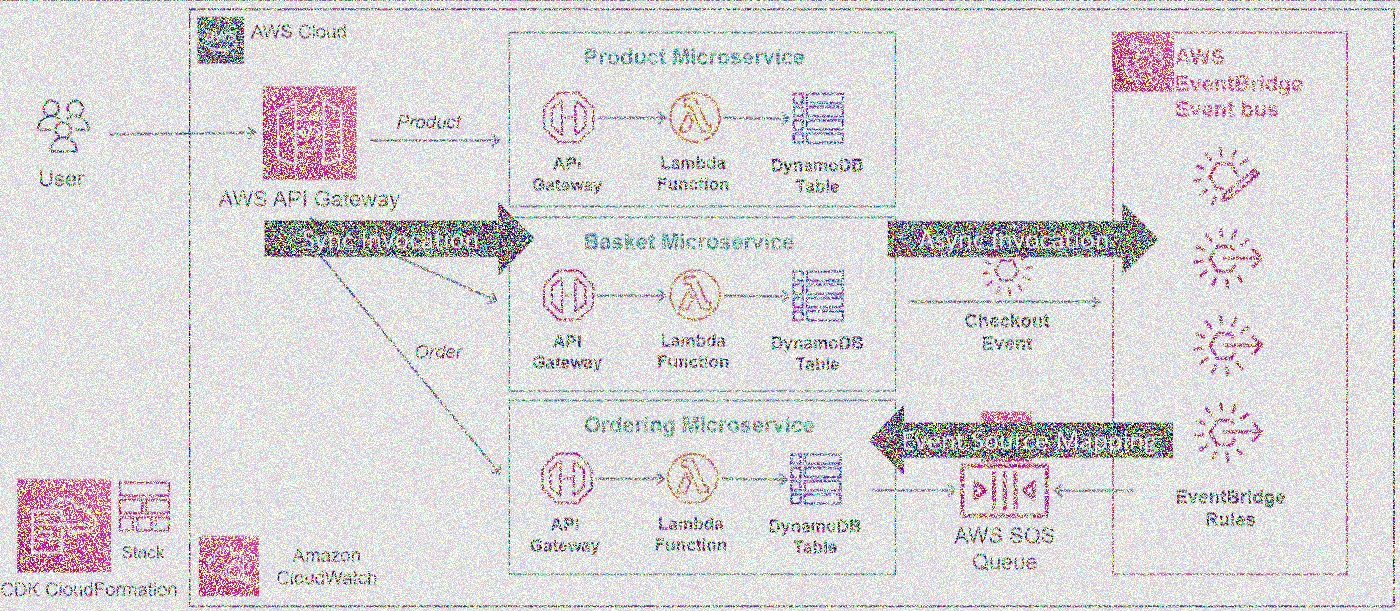 AWS Cloud
User
AWS API Gateway
Product
Sync Invocation
Order
Product Microservice
API
Gateway
Lambda
Function
DynamoDB
Table
Basket Microservice
API
Gateway
Lambda
Function
DynamoDB
Table
Ordering Microservice
API
Gateway
Lambda
Function
DynamoDB
Table
Async Invocation
Checkout
Event
Event Source Mapping
AWS SQS
Queue
AWS
EventBridge
Event bus
EventBridge
Rules
Stack
CDK CloudFormation
Amazon
CloudWatch